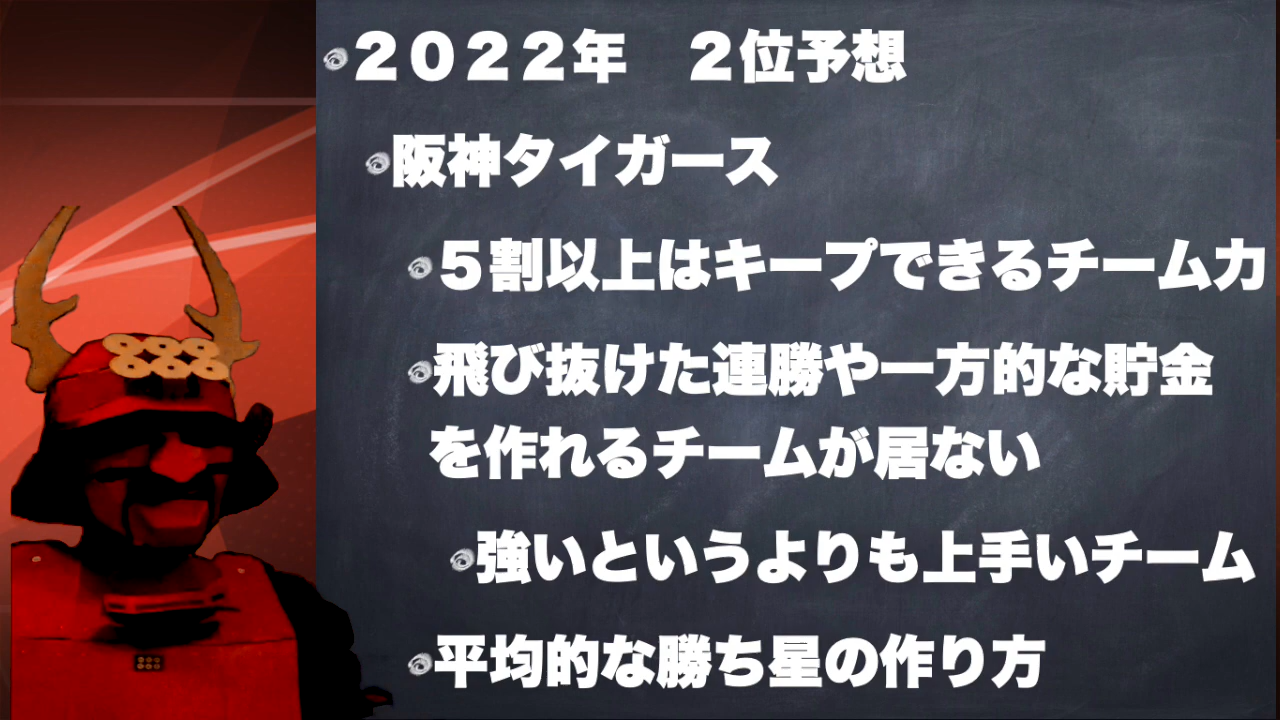 ２０２２年　２位予想
阪神タイガース
５割以上はキープできるチーム力
飛び抜けた連勝や一方的な貯金
を作れるチームが居ない
強いというよりも上手いチーム
平均的な勝ち星の作り方